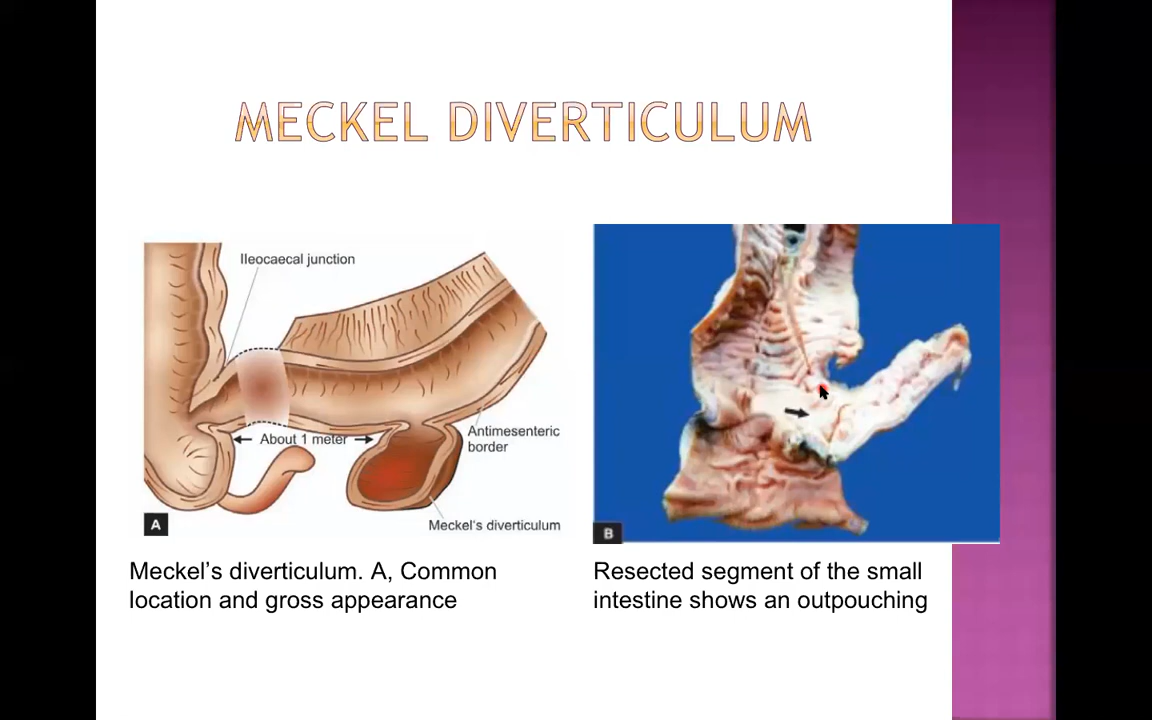 MECKEL DIVERTICULUM
Ileocaecal junction
About 1 meter
Antimesenteric
border
Meckel's diverticulum
A
B
Meckel’s diverticulum. A, Common
location and gross appearance
Resected segment of the small
intestine shows an outpouching